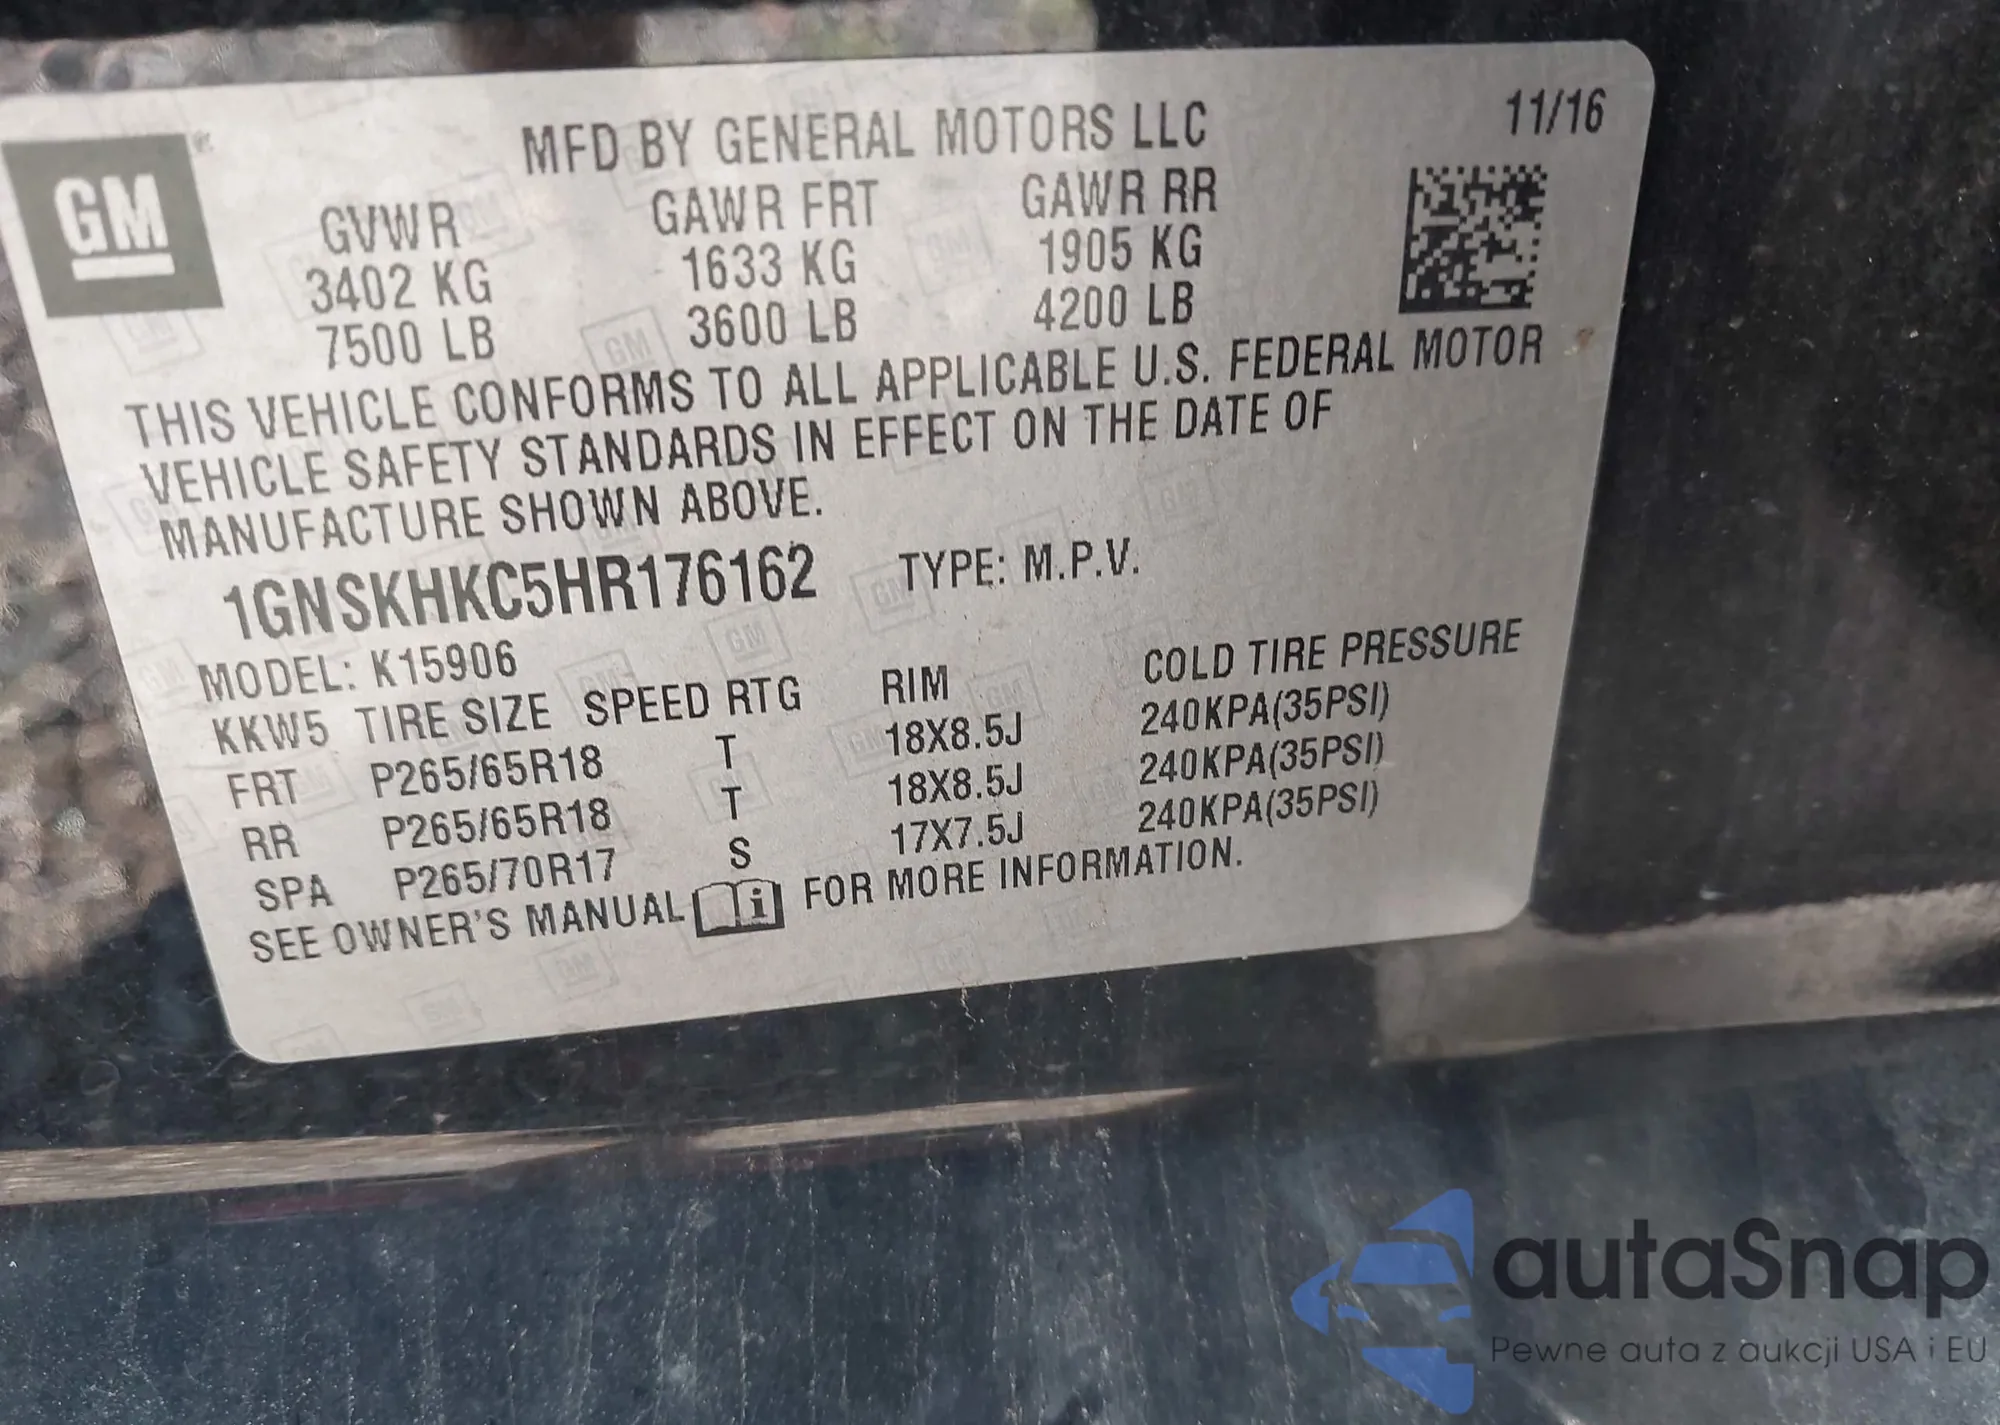 GM
MFD BY GENERAL MOTORS LLC
11/16
GVWR GAWR FRT GAWR RR
3402 KG 1633 KG 1905 KG
7500 LB 3600 LB 4200 LB
THIS VEHICLE CONFORMS TO ALL APPLICABLE U.S. FEDERAL MOTOR
VEHICLE SAFETY STANDARDS IN EFFECT ON THE DATE OF
MANUFACTURE SHOWN ABOVE.
1GNSKHKC5HR176162 TYPE: M.P.V.
MODEL: K15906
KKW5 TIRE SIZE SPEED RTG RIM COLD TIRE PRESSURE
FRT P265/65R18 T 18X8.5J 240KPA(35PSI)
RR P265/65R18 T 18X8.5J 240KPA(35PSI)
SPA P265/70R17 S 17X7.5J 240KPA(35PSI)
SEE OWNER'S MANUAL i FOR MORE INFORMATION.
autaSnap
Pewne auta z aukcji USA i EU